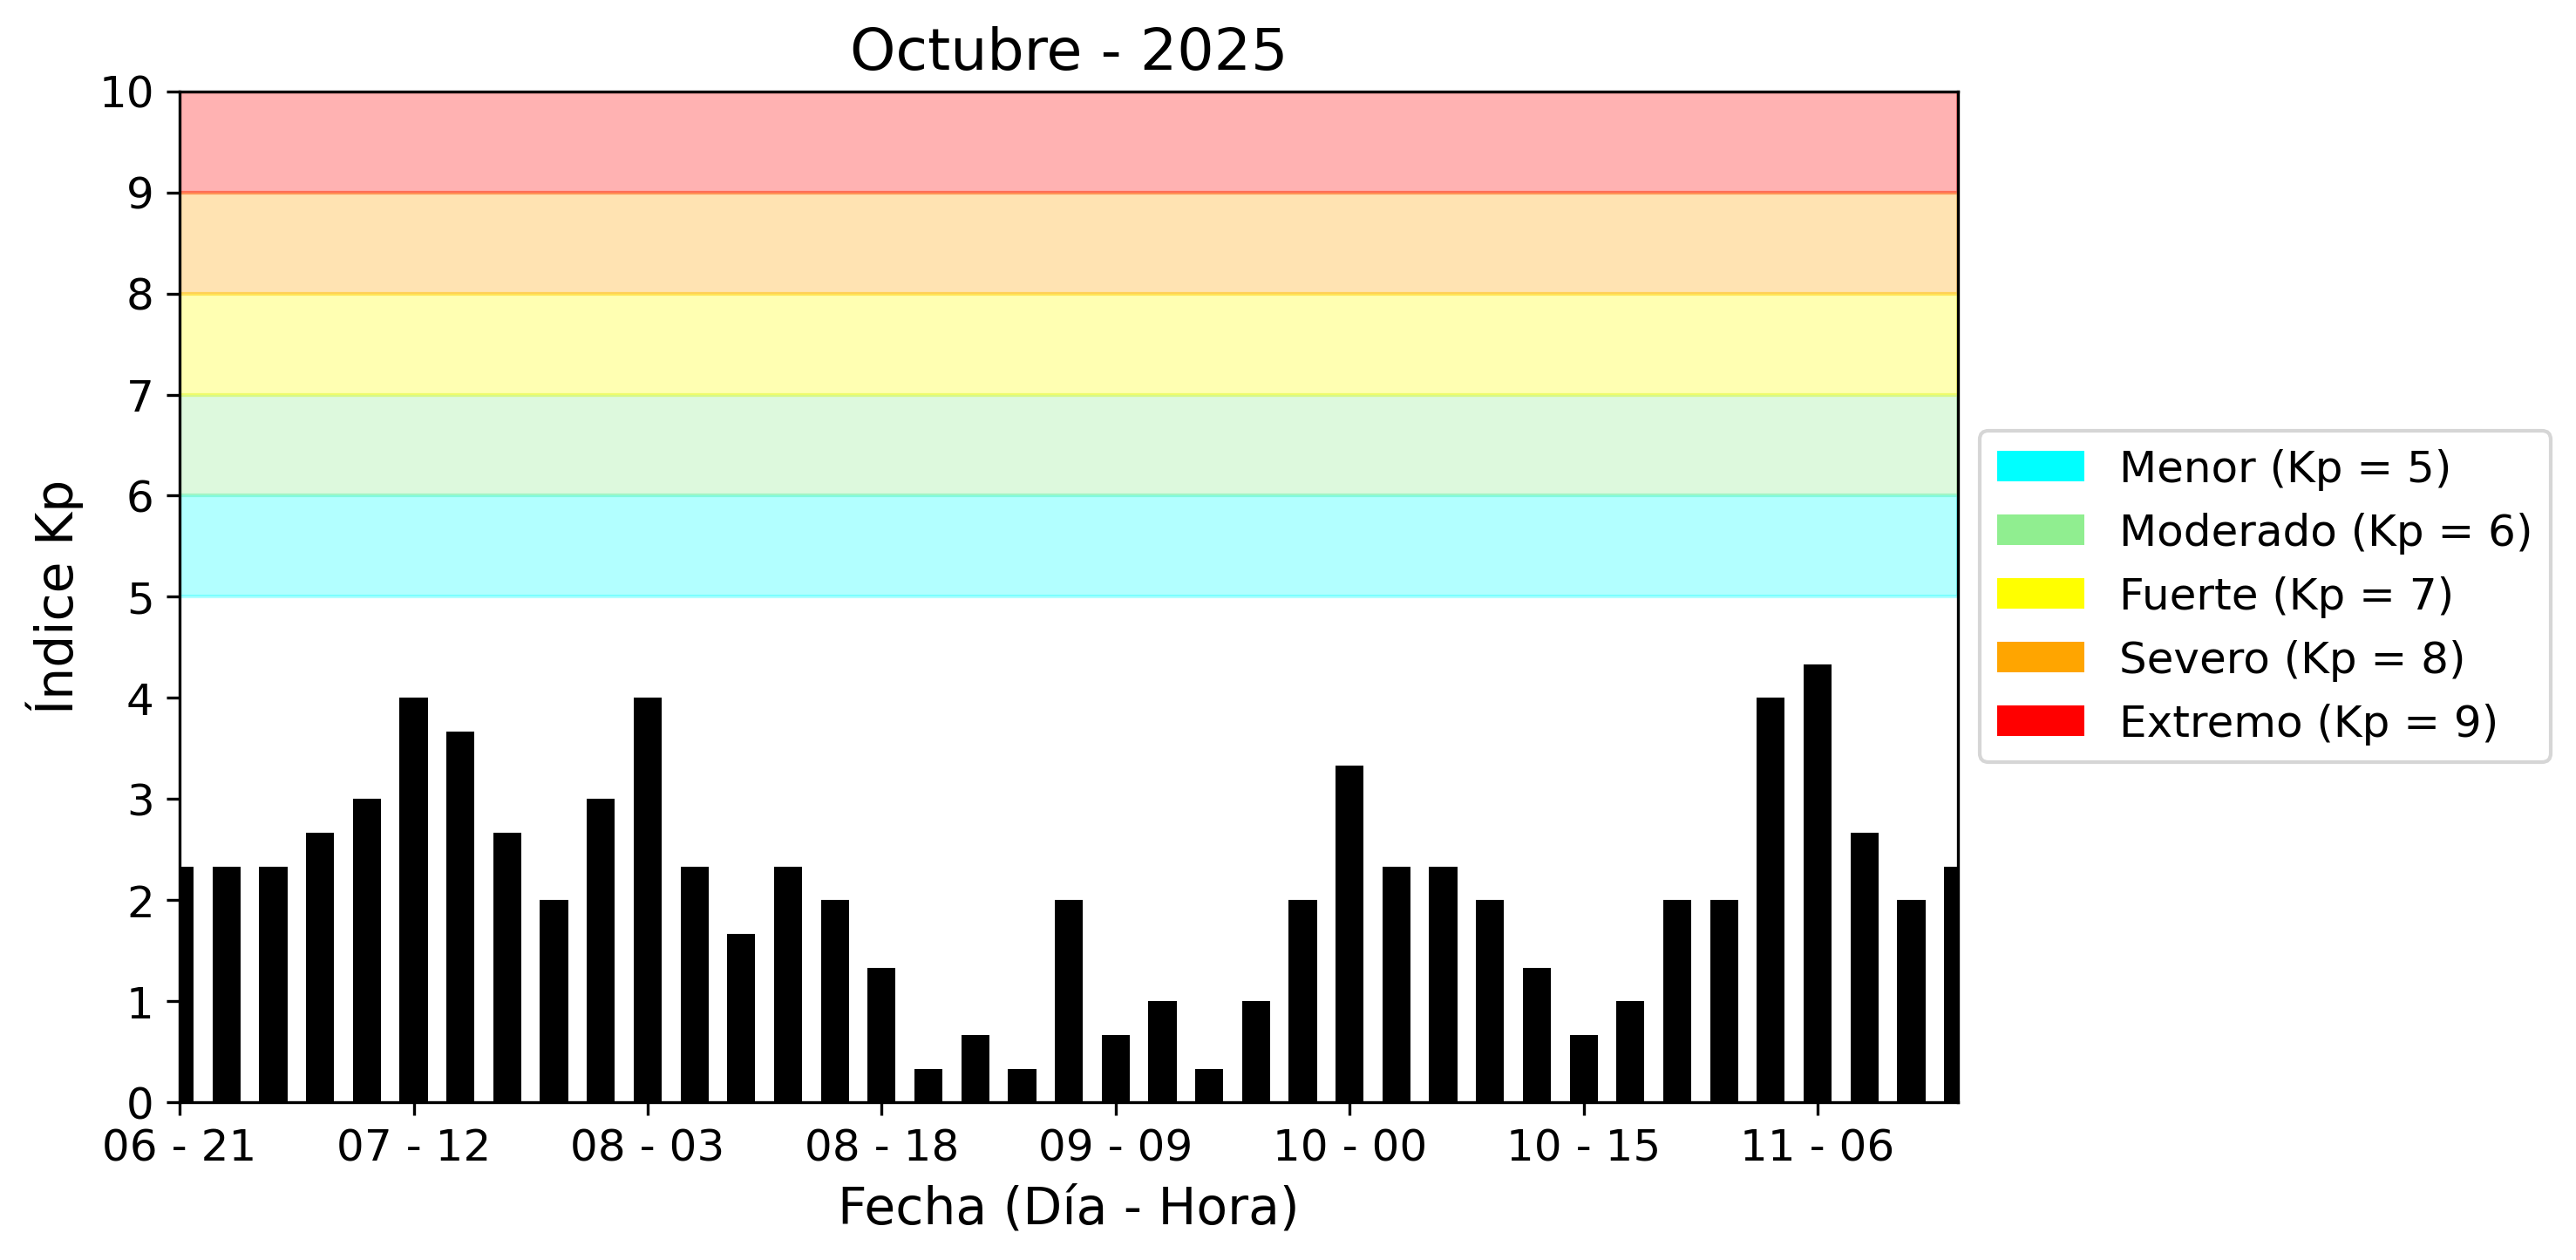 Octubre - 2025
10
9
8
7
6
5
4
3
2
1
0
Índice Kp
06 - 21
07 - 12
08 - 03
08 - 18
09 - 09
10 - 00
10 - 15
11 - 06
Fecha (Día - Hora)
Menor (Kp = 5)
Moderado (Kp = 6)
Fuerte (Kp = 7)
Severo (Kp = 8)
Extremo (Kp = 9)